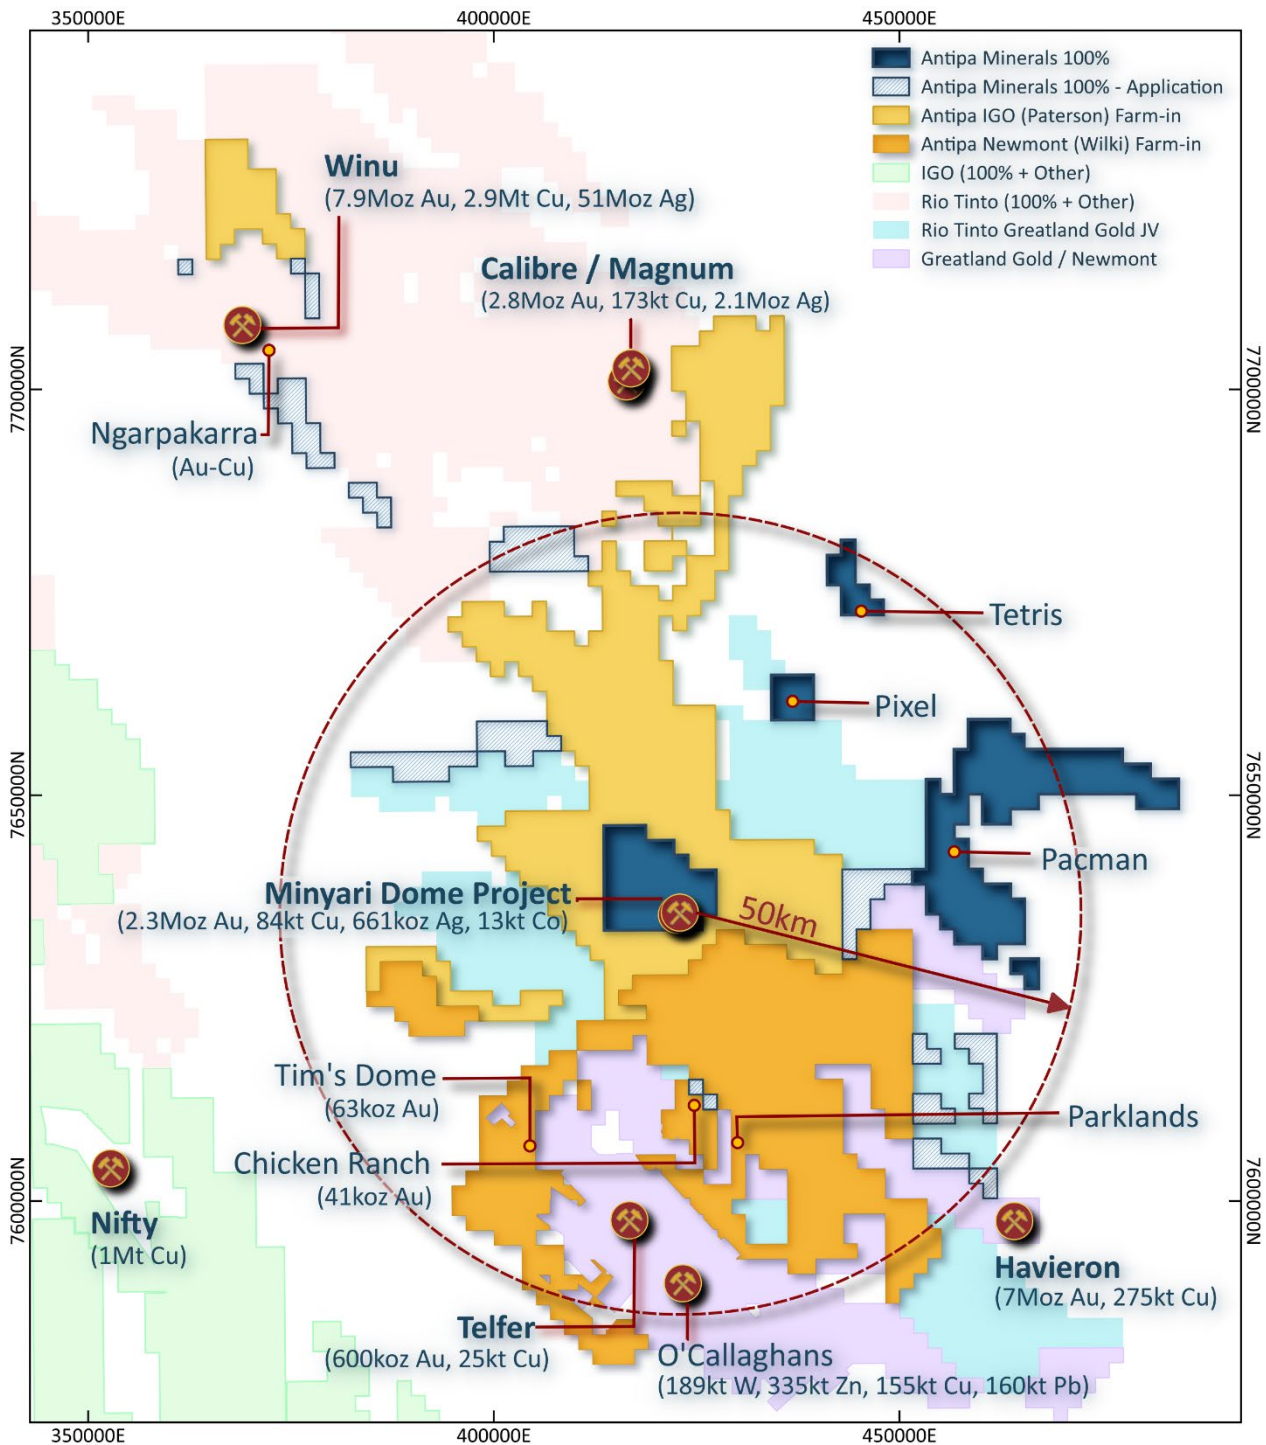 350000E
400000E
450000E
Antipa Minerals 100%
Antipa Minerals 100% - Application
Antipa IGO (Paterson) Farm-in
Antipa Newmont (Wilki) Farm-in
IGO (100% + Other)
Rio Tinto (100% + Other)
Rio Tinto Greatland Gold JV
Greatland Gold / Newmont
Winu
(7.9Moz Au, 2.9Mt Cu, 51Moz Ag)
Calibre / Magnum
(2.8Moz Au, 173kt Cu, 2.1Moz Ag)
7700000N
7700000N
Ngarpakarra
(Au-Cu)
Tetris
Pixel
7650000N
7650000N
Pacman
Minyari Dome Project
(2.3Moz Au, 84kt Cu, 661koz Ag, 13kt Co)
50km
Tim's Dome
(63koz Au)
Parklands
Chicken Ranch
(41koz Au)
7600000N
7600000N
Nifty
(1Mt Cu)
Havieron
(7Moz Au, 275kt Cu)
Telfer
(600koz Au, 25kt Cu)
O'Callaghans
(189kt W, 335kt Zn, 155kt Cu, 160kt Pb)
350000E
400000E
450000E